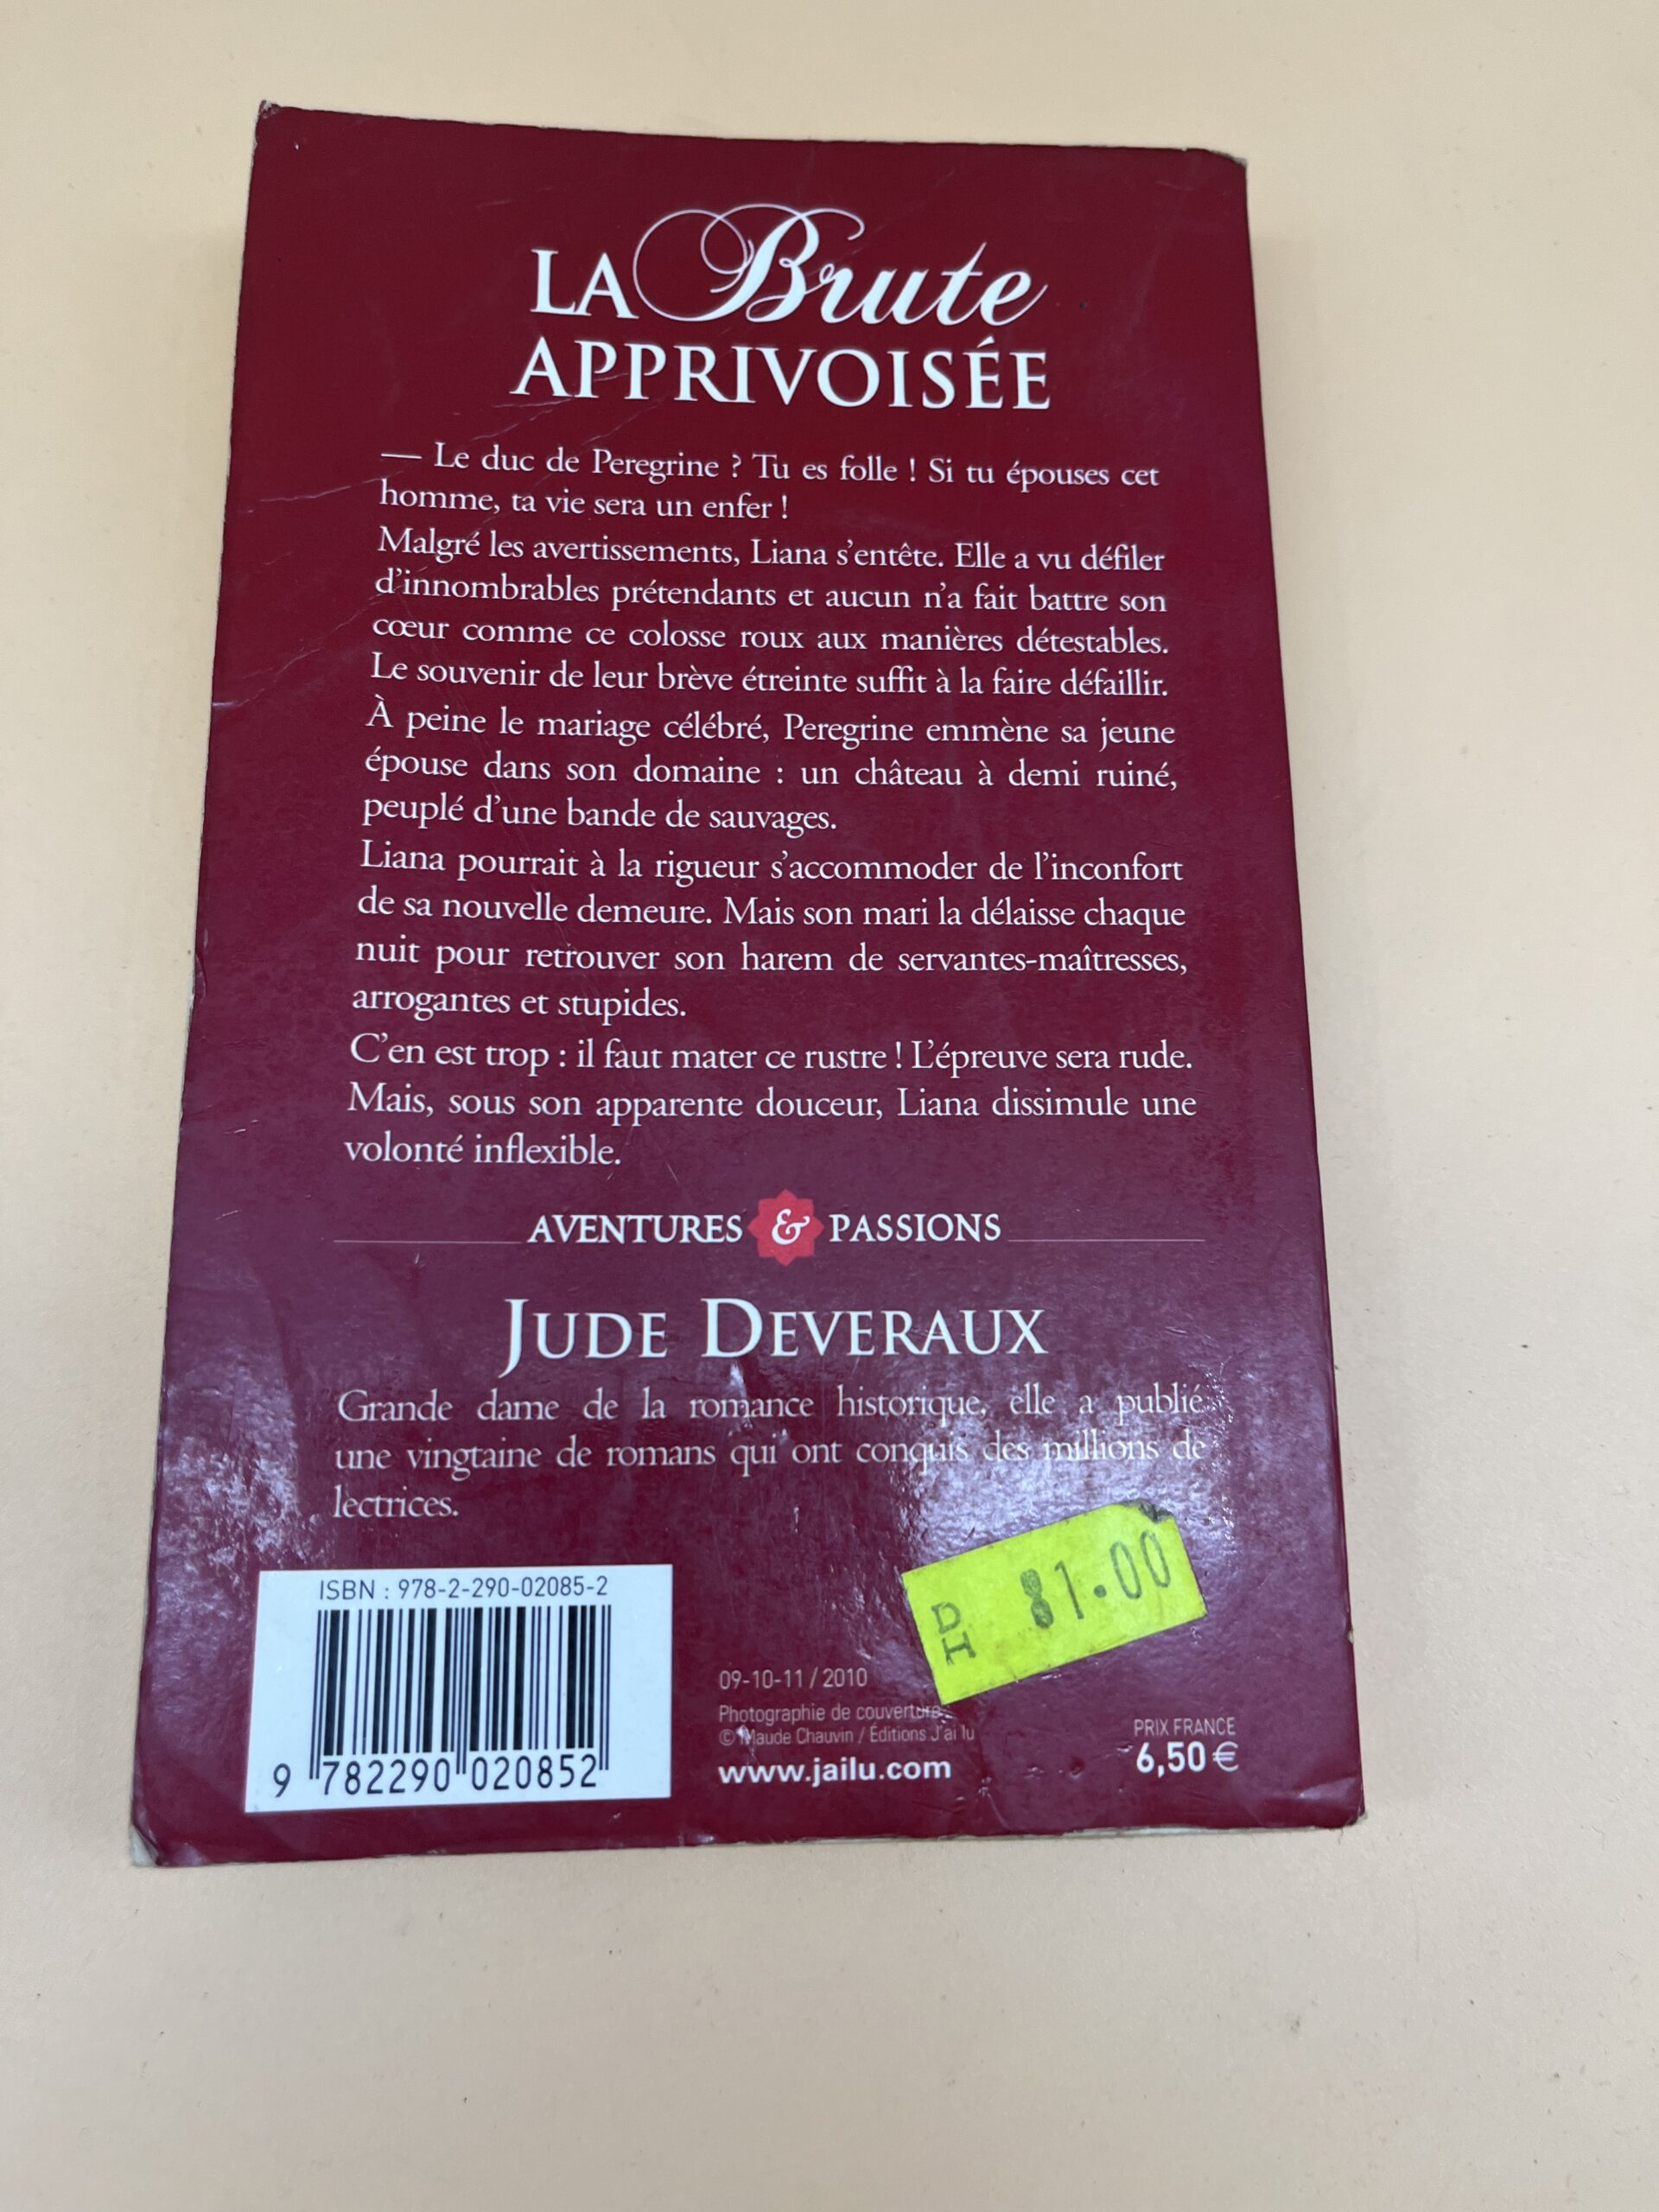 LA Brute
APPRIVOISÉE
— Le duc de Peregrine ? Tu es folle ! Si tu épouses cet
homme, ta vie sera un enfer !
Malgré les avertissements, Liana s'entête. Elle a vu défiler
d'innombrables prétendants et aucun n'a fait battre son
cœur comme ce colosse roux aux manières détestables.
Le souvenir de leur brève étreinte suffit à la faire défaillir.
À peine le mariage célébré, Peregrine emmène sa jeune
épouse dans son domaine : un château à demi ruiné,
peuplé d'une bande de sauvages.
Liana pourrait à la rigueur s'accommoder de l'inconfort
de sa nouvelle demeure. Mais son mari la délaisse chaque
nuit pour retrouver son harem de servantes-maîtresses,
arrogantes et stupides.
C'en est trop : il faut mater ce rustre ! L'épreuve sera rude.
Mais, sous son apparente douceur, Liana dissimule une
volonté inflexible.
AVENTURES & PASSIONS
JUDE DEVERAUX
Grande dame de la romance historique, elle a publié
une vingtaine de romans qui ont conquis des millions de
lectrices.
DH 81.00
ISBN : 978-2-290-02085-2
9 782290 020852
09-10-11 / 2010
Photographie de couverture
© Maude Chauvin / Éditions J'ai lu
www.jailu.com
PRIX FRANCE
6,50 €